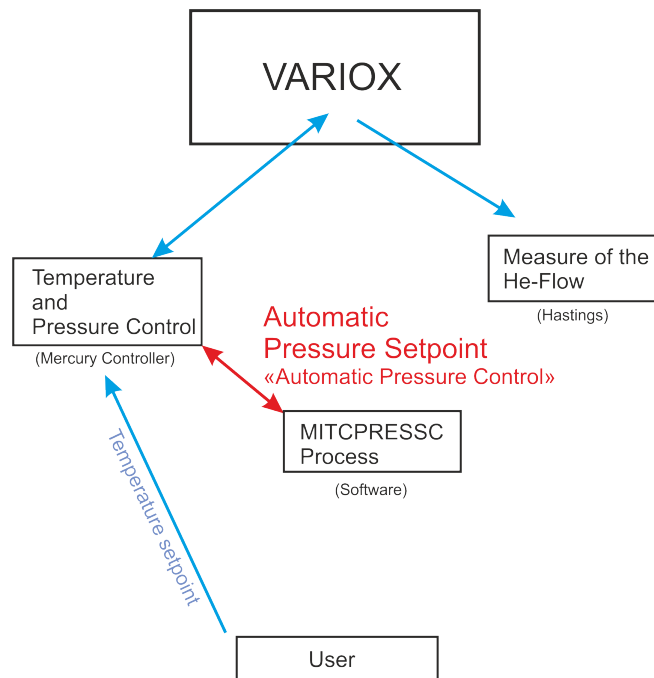 VARIOX
Temperature
and
Pressure Control
(Mercury Controller)
Measure of the
He-Flow
(Hastings)
Automatic
Pressure Setpoint
«Automatic Pressure Control»
MITCPRESSC
Process
(Software)
Temperature setpoint
User